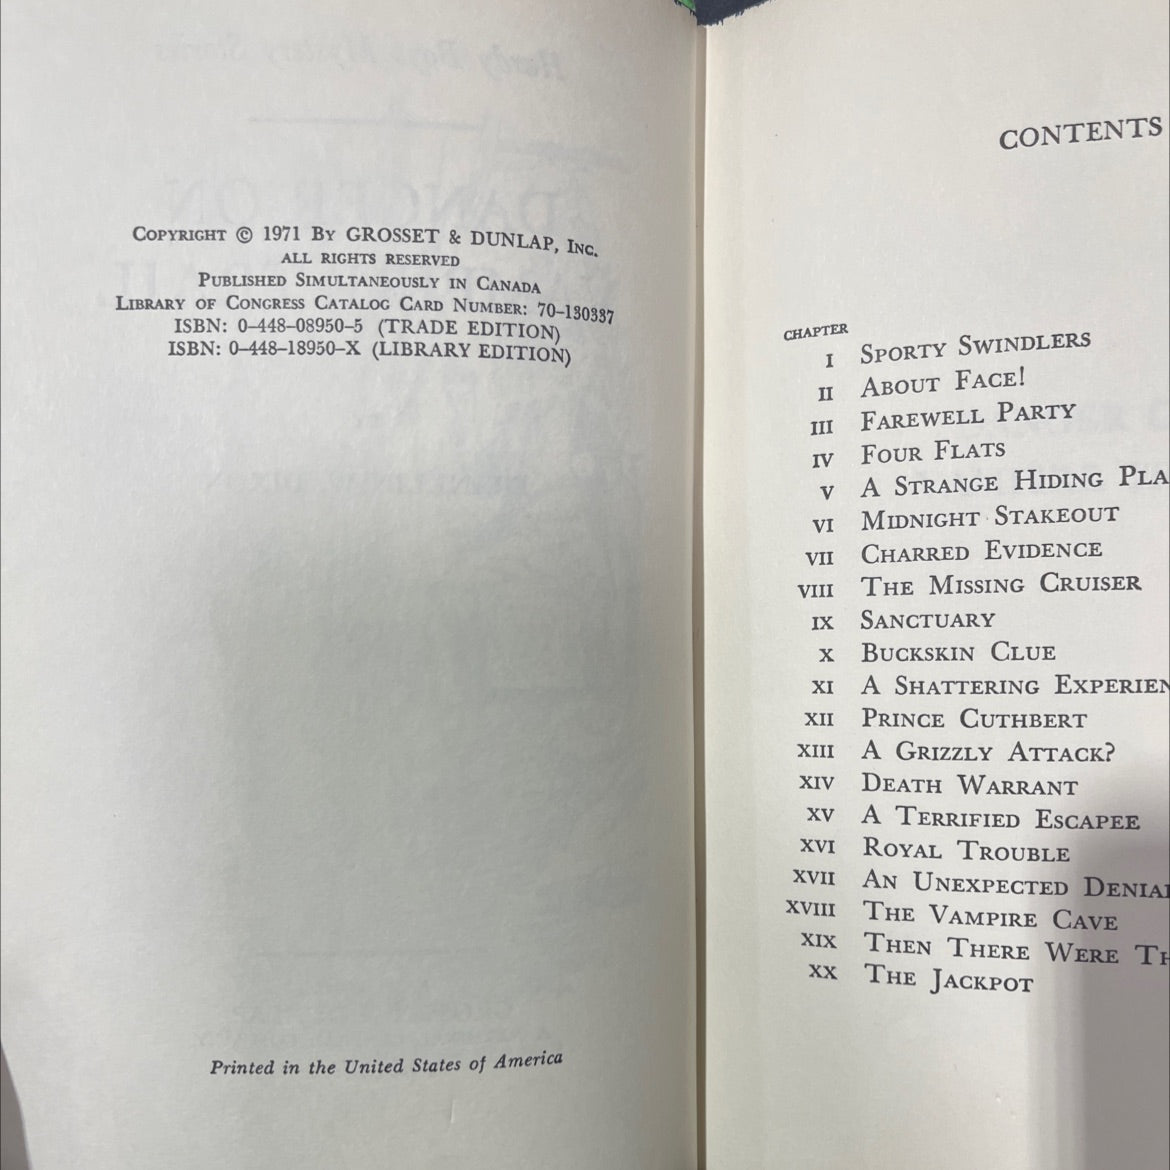 COPYRIGHT © 1971 BY GROSSET & DUNLAP, INC.
ALL RIGHTS RESERVED
PUBLISHED SIMULTANEOUSLY IN CANADA
LIBRARY OF CONGRESS CATALOG CARD NUMBER: 70-130337
ISBN: 0-448-08950-5 (TRADE EDITION)
ISBN: 0-448-18950-X (LIBRARY EDITION)
Printed in the United States of America
CONTENTS
CHAPTER
I SPORTY SWINDLERS
II ABOUT FACE!
III FAREWELL PARTY
IV FOUR FLATS
V A STRANGE HIDING PLA
VI MIDNIGHT STAKEOUT
VII CHARRED EVIDENCE
VIII THE MISSING CRUISER
IX SANCTUARY
X BUCKSKIN CLUE
XI A SHATTERING EXPERIEN
XII PRINCE CUTHBERT
XIII A GRIZZLY ATTACK?
XIV DEATH WARRANT
XV A TERRIFIED ESCAPEE
XVI ROYAL TROUBLE
XVII AN UNEXPECTED DENIAL
XVIII THE VAMPIRE CAVE
XIX THEN THERE WERE TH
XX THE JACKPOT